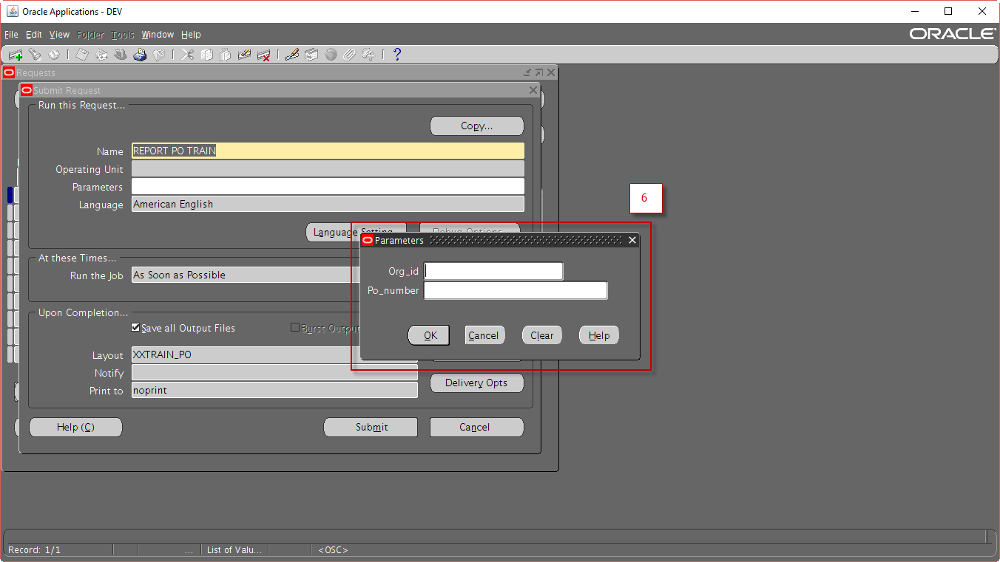 Oracle Applications - DEV
File Edit View Folder Tools Window Help
ORACLE
Requests
Submit Request
Run this Request...
Copy...
Name REPORT PO TRAIN
Operating Unit
Parameters
Language American English
6
Language Setting
Debug Options
Parameters
Org_id
Po_number
OK Cancel Clear Help
At these Times...
Run the Job As Soon as Possible
Upon Completion...
Save all Output Files Burst Output
Layout XXTRAIN_PO
Notify
Delivery Opts
Print to noprint
Help (C) Submit Cancel
Record: 1/1 ... List of Valu... <OSC>